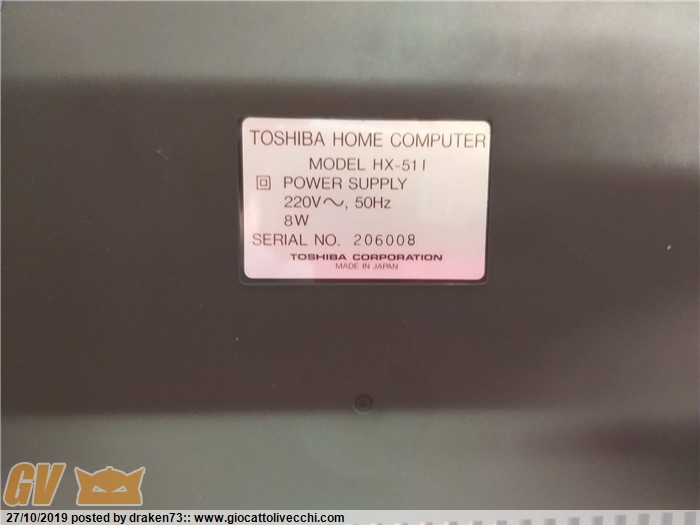 TOSHIBA HOME COMPUTER
MODEL HX-51 I
POWER SUPPLY
220V〜, 50Hz
8W
SERIAL NO. 206008
TOSHIBA CORPORATION
MADE IN JAPAN
GV
27/10/2019 posted by draken73:: www.giocattolivecchi.com